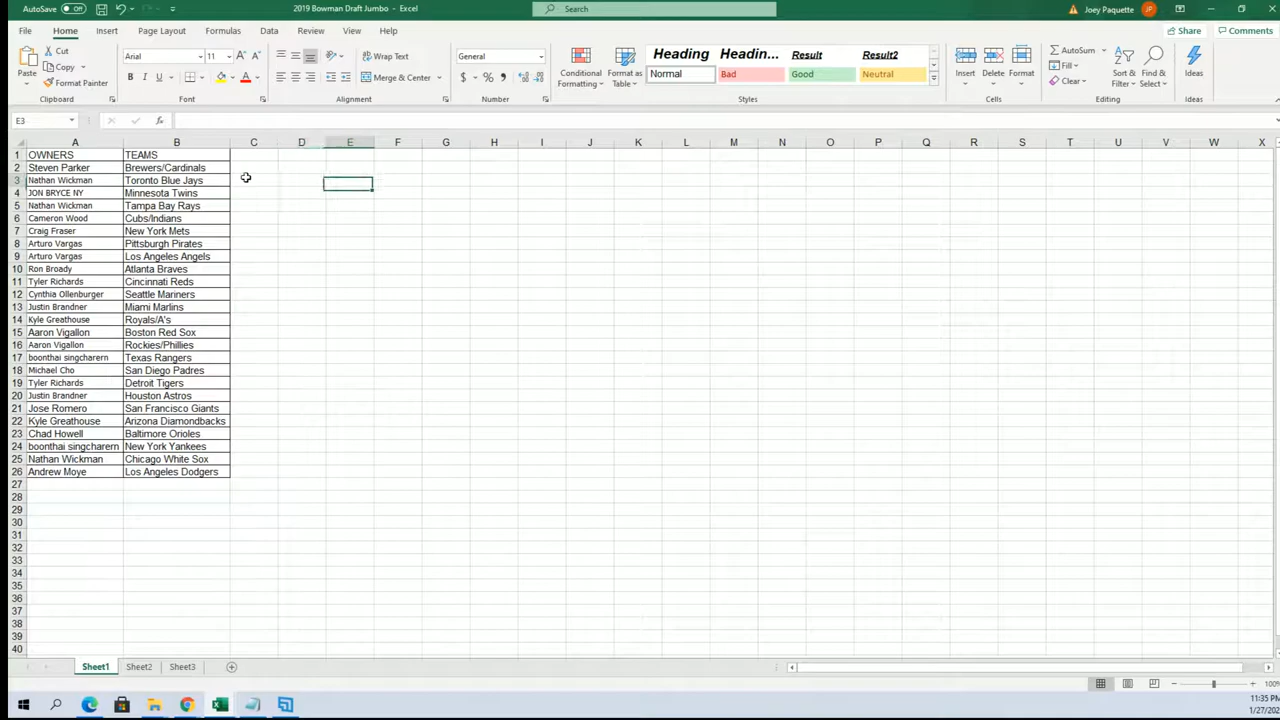 AutoSave Off 2019 Bowman Draft Jumbo - Excel Search Joey Paquette JP
File Home Insert Page Layout Formulas Data Review View Help Share Comments
Paste Cut Copy Format Painter Clipboard
Arial 11 B I U A A A Font
Wrap Text Merge & Center Alignment
General $ % , Number
Conditional Formatting Format as Table
Heading Headin... Result Result2
Normal Bad Good Neutral
Styles
Insert Delete Format Cells
AutoSum Fill Clear Sort & Filter Find & Select Editing
Ideas Ideas
E3 fx
A B C D E F G H I J K L M N O P Q R S T U V W X
1 OWNERS TEAMS
2 Steven Parker Brewers/Cardinals
3 Nathan Wickman Toronto Blue Jays
4 JON BRYCE NY Minnesota Twins
5 Nathan Wickman Tampa Bay Rays
6 Cameron Wood Cubs/Indians
7 Craig Fraser New York Mets
8 Arturo Vargas Pittsburgh Pirates
9 Arturo Vargas Los Angeles Angels
10 Ron Broady Atlanta Braves
11 Tyler Richards Cincinnati Reds
12 Cynthia Ollenburger Seattle Mariners
13 Justin Brandner Miami Marlins
14 Kyle Greathouse Royals/A's
15 Aaron Vigallon Boston Red Sox
16 Aaron Vigallon Rockies/Phillies
17 boonthai singcharern Texas Rangers
18 Michael Cho San Diego Padres
19 Tyler Richards Detroit Tigers
20 Justin Brandner Houston Astros
21 Jose Romero San Francisco Giants
22 Kyle Greathouse Arizona Diamondbacks
23 Chad Howell Baltimore Orioles
24 boonthai singcharern New York Yankees
25 Nathan Wickman Chicago White Sox
26 Andrew Moye Los Angeles Dodgers
27
28
29
30
31
32
33
34
35
36
37
38
39
40
Sheet1 Sheet2 Sheet3
100%
11:35 PM
1/27/202